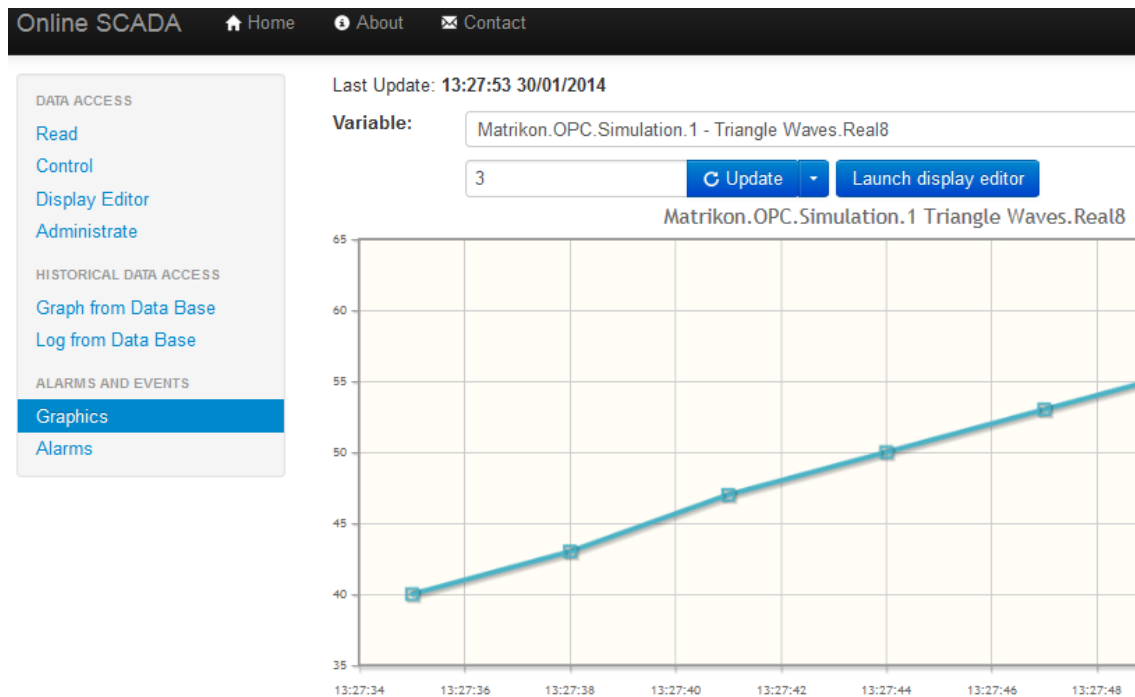 Online SCADA Home About Contact
DATA ACCESS
Read
Control
Display Editor
Administrate
HISTORICAL DATA ACCESS
Graph from Data Base
Log from Data Base
ALARMS AND EVENTS
Graphics
Alarms
Last Update: 13:27:53 30/01/2014
Variable: Matrikon.OPC.Simulation.1 - Triangle Waves.Real8
3 Update Launch display editor
Matrikon.OPC.Simulation.1 Triangle Waves.Real8
65
60
55
50
45
40
35
13:27:34 13:27:36 13:27:38 13:27:40 13:27:42 13:27:44 13:27:46 13:27:48